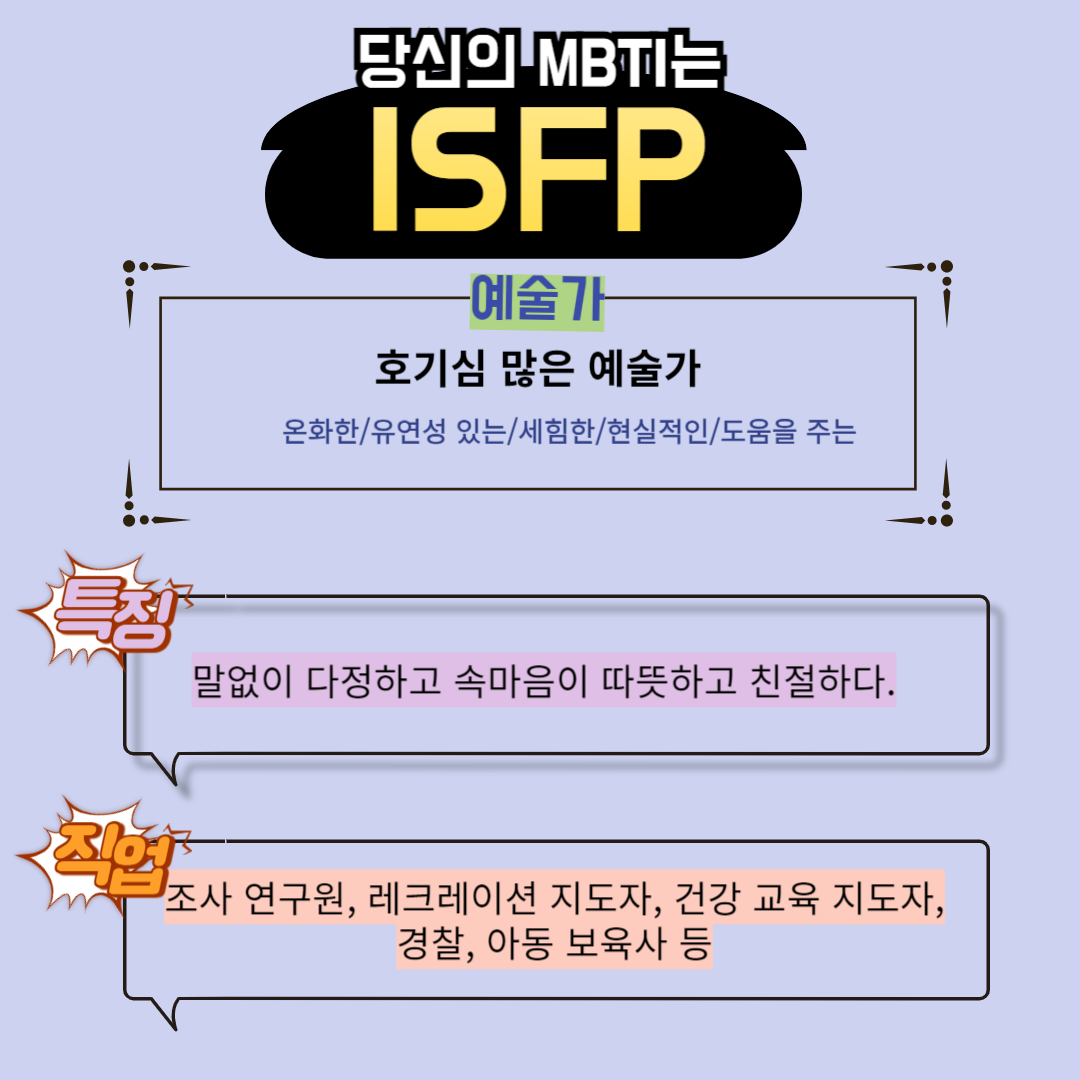 당신의 MBTI는
ISFP
예술가
호기심 많은 예술가
온화한/유연성 있는/세힘한/현실적인/도움을 주는
특징
말없이 다정하고 속마음이 따뜻하고 친절하다.
직업
조사 연구원, 레크레이션 지도자, 건강 교육 지도자,
경찰, 아동 보육사 등